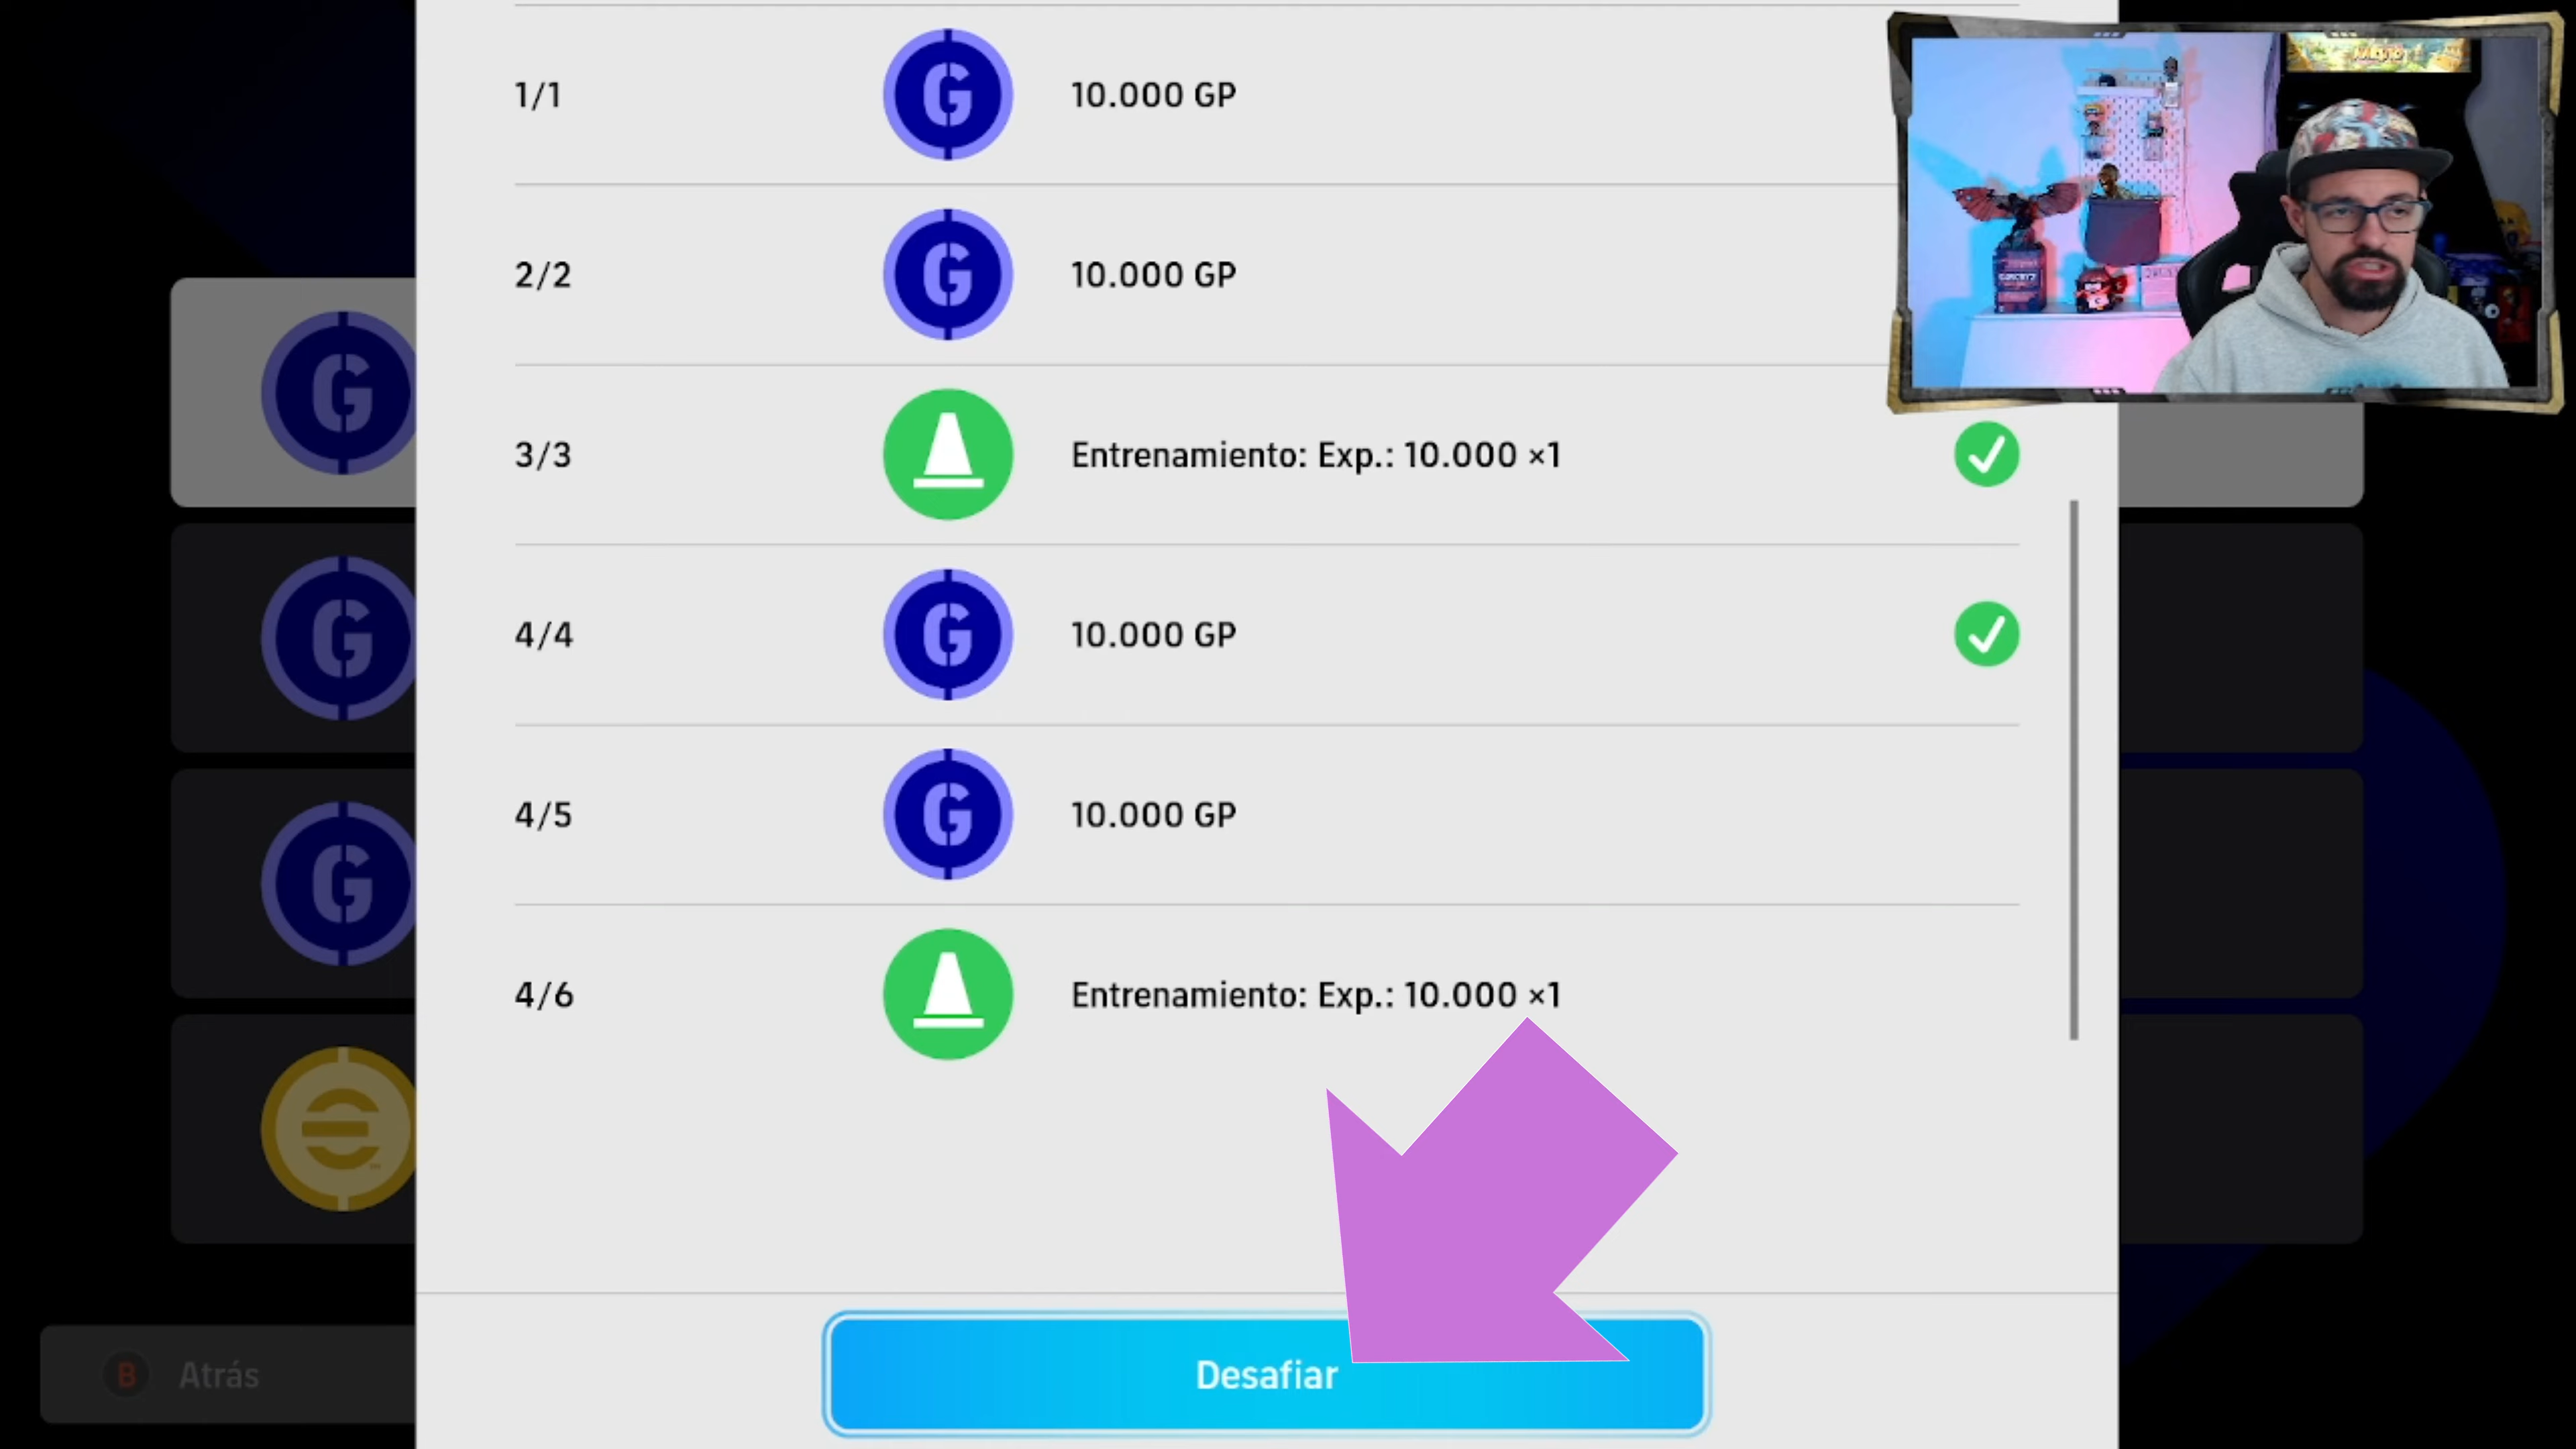 1/1 10.000 GP
2/2 10.000 GP
3/3 Entrenamiento: Exp.: 10.000 ×1
4/4 10.000 GP
4/5 10.000 GP
4/6 Entrenamiento: Exp.: 10.000 ×1
Desafiar
B Atrás